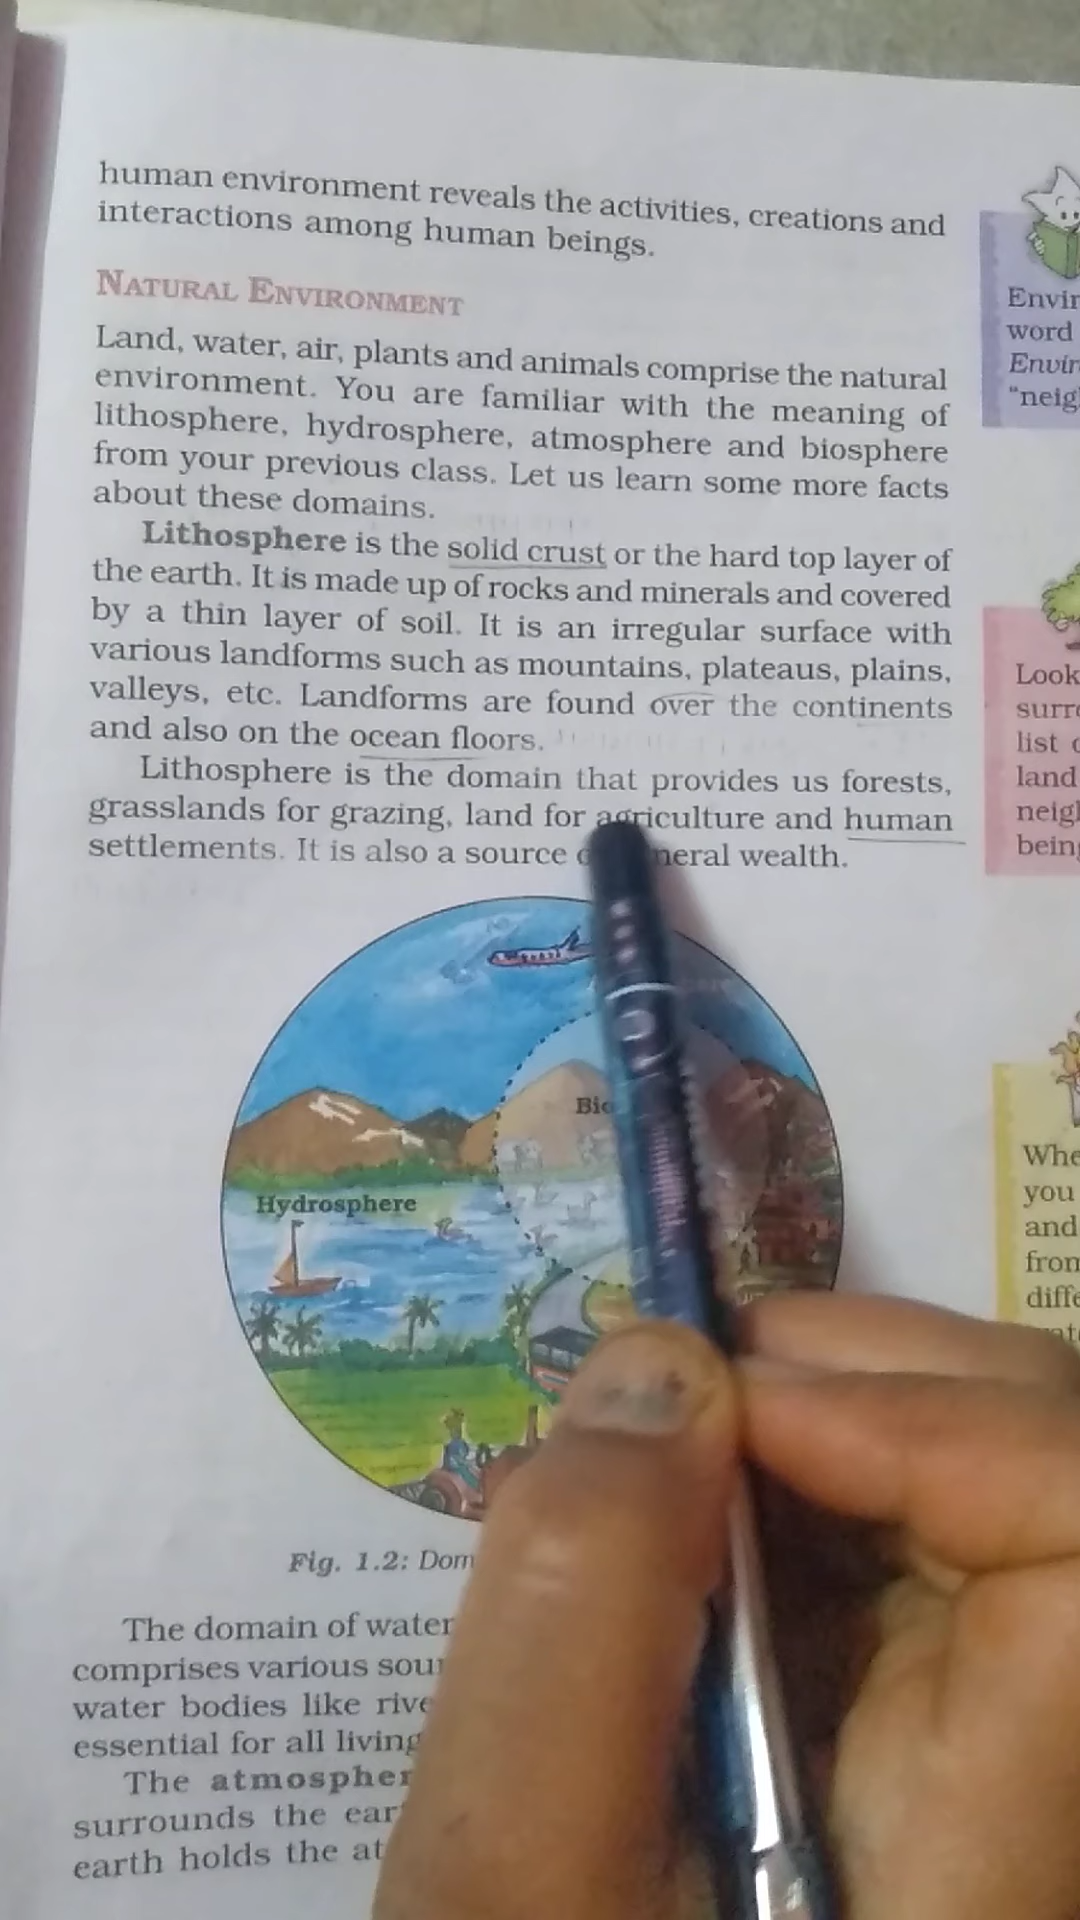 human environment reveals the activities, creations and
interactions among human beings.
NATURAL ENVIRONMENT
Land, water, air, plants and animals comprise the natural
environment. You are familiar with the meaning of
lithosphere, hydrosphere, atmosphere and biosphere
from your previous class. Let us learn some more facts
about these domains.
Lithosphere is the solid crust or the hard top layer of
the earth. It is made up of rocks and minerals and covered
by a thin layer of soil. It is an irregular surface with
various landforms such as mountains, plateaus, plains,
valleys, etc. Landforms are found over the continents
and also on the ocean floors.
Lithosphere is the domain that provides us forests,
grasslands for grazing, land for agriculture and human
settlements. It is also a source neral wealth.
Bio
Hydrosphere
Fig. 1.2: Dom
The domain of water
comprises various sour
water bodies like rive
essential for all living
The atmospher
surrounds the ear
earth holds the at
Envir
word
Envir
"neig
Look
surro
list
land
neigh
being
Whe
you
and
from
diffe